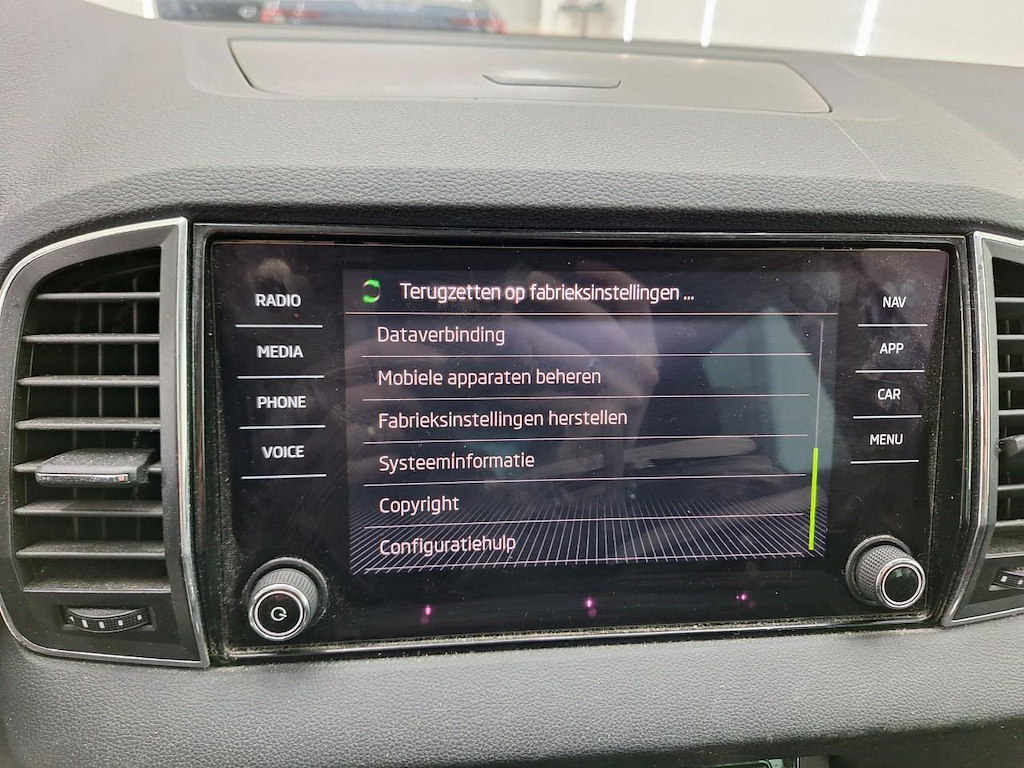 RADIO
MEDIA
PHONE
VOICE
Terugzetten op fabrieksinstellingen ...
Dataverbinding
Mobiele apparaten beheren
Fabrieksinstellingen herstellen
Systeeminformatie
Copyright
Configuratiehulp
NAV
APP
CAR
MENU